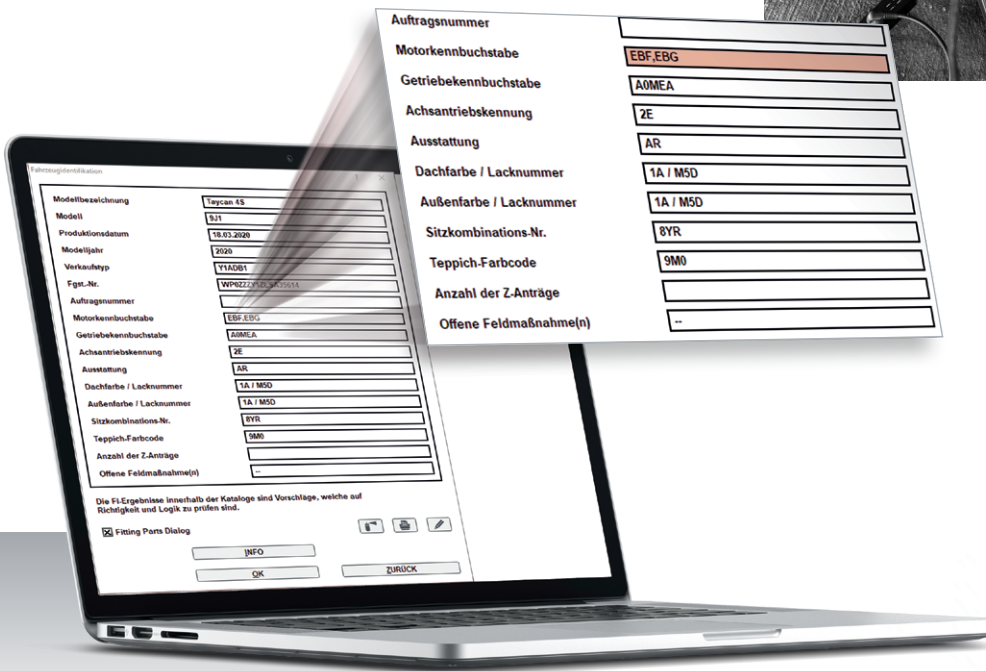 Auftragsnummer
Motorkennbuchstabe EBF,EBG
Getriebekennbuchstabe A0MEA
Achsantriebskennung 2E
Ausstattung AR
Dachfarbe / Lacknummer 1A / M5D
Außenfarbe / Lacknummer 1A / M5D
Sitzkombinations-Nr. 8YR
Teppich-Farbcode 9M0
Anzahl der Z-Anträge
Offene Feldmaßnahme(n) --
Fahrzeugidentifikation ? ×
Modellbezeichnung Taycan 4S
Modell 9J1
Produktionsdatum 18.03.2020
Modelljahr 2020
Verkaufstyp Y1ADB1
Fgst.-Nr.
Auftragsnummer
Motorkennbuchstabe EBF,EBG
Getriebekennbuchstabe A0MEA
Achsantriebskennung 2E
Ausstattung AR
Dachfarbe / Lacknummer 1A / M5D
Außenfarbe / Lacknummer 1A / M5D
Sitzkombinations-Nr. 8YR
Teppich-Farbcode 9M0
Anzahl der Z-Anträge
Offene Feldmaßnahme(n) --
Die FI-Ergebnisse innerhalb der Kataloge sind Vorschläge, welche auf
Richtigkeit und Logik zu prüfen sind.
Fitting Parts Dialog
INFO
OK ZURÜCK